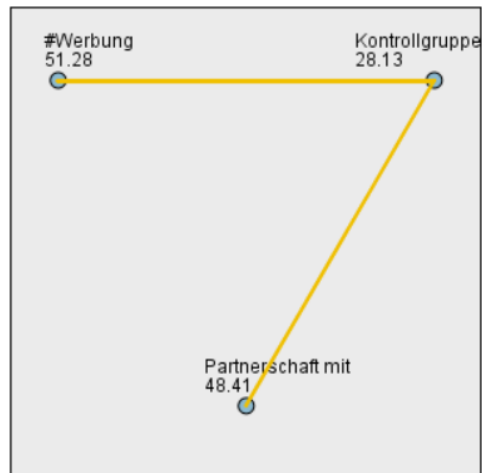 #Werbung
51.28
Kontrollgruppe
28.13
Partnerschaft mit
48.41